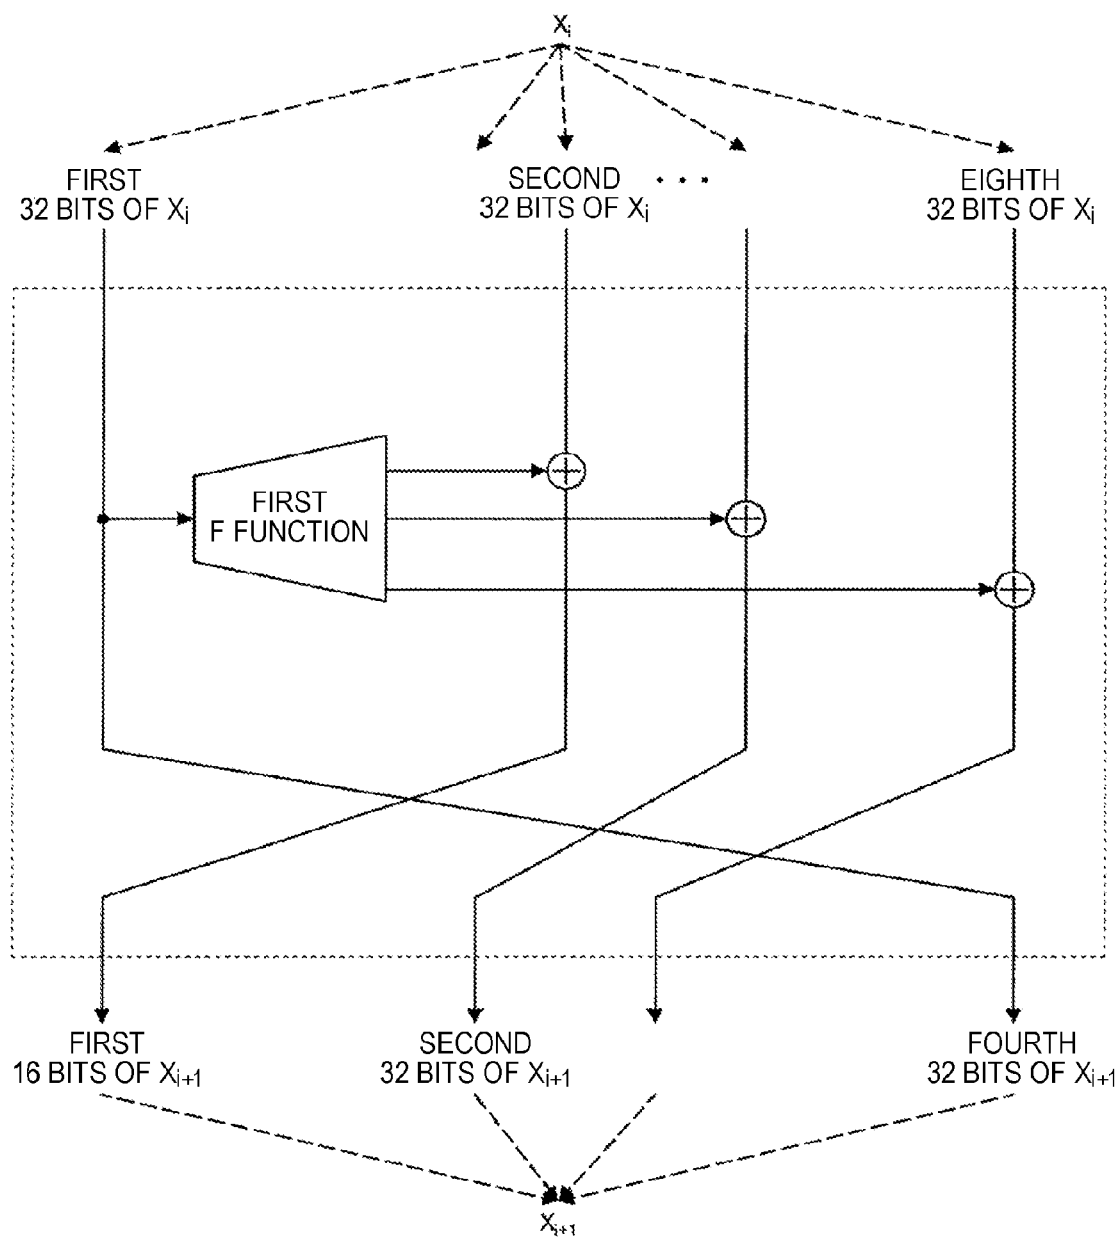 Xi
FIRST
32 BITS OF Xi
SECOND
32 BITS OF Xi
• • •
EIGHTH
32 BITS OF Xi
FIRST
F FUNCTION
FIRST
16 BITS OF Xi+1
SECOND
32 BITS OF Xi+1
FOURTH
32 BITS OF Xi+1
Xi+1